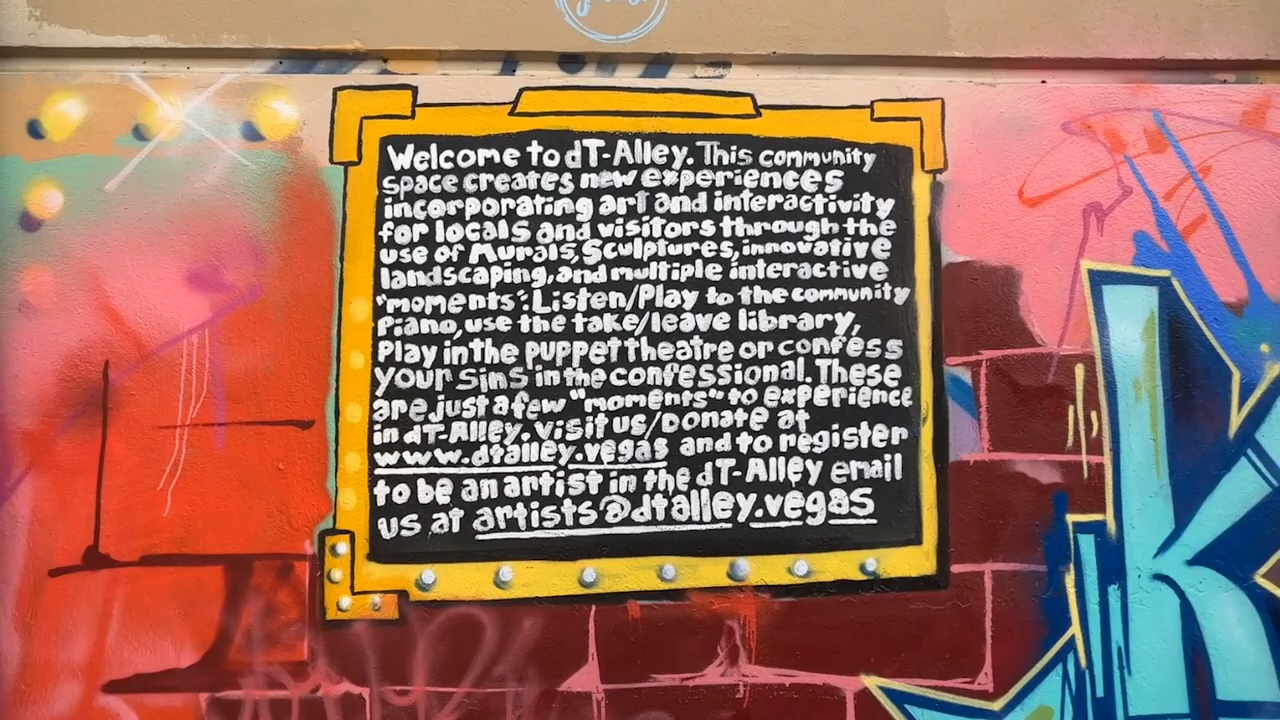 Welcome to dT-Alley. This community
space creates new experiences
incorporating art and interactivity
for locals and visitors through the
use of Murals, Sculptures, innovative
landscaping, and multiple interactive
"moments": Listen/Play to the community
Piano, use the take/leave library,
Play in the puppet theatre or confess
your sins in the confessional. These
are just a few "moments" to experience
in dT-Alley. Visit us/Donate at
www.dtalley.vegas and to register
to be an artist in the dT-Alley email
us at artists@dtalley.vegas